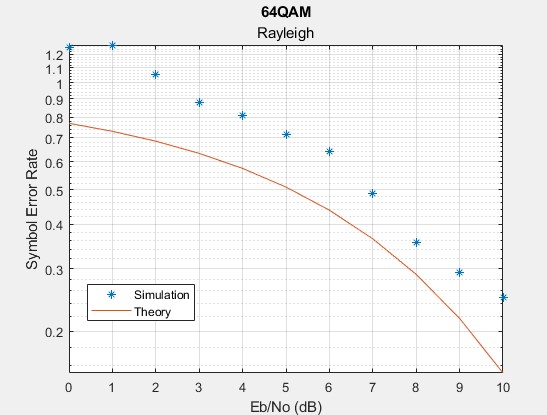 64QAM
Rayleigh
1.2
1.1
1
0.9
0.8
0.7
0.6
0.5
0.4
0.3
0.2
Symbol Error Rate
Simulation
Theory
0 1 2 3 4 5 6 7 8 9 10
Eb/No (dB)